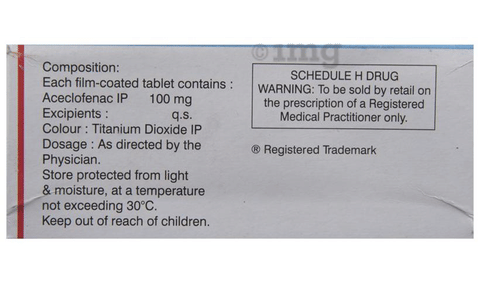 1mg
Composition:
Each film-coated tablet contains :
Aceclofenac IP 100 mg
Excipients : q.s.
Colour : Titanium Dioxide IP
Dosage : As directed by the
Physician.
Store protected from light
& moisture, at a temperature
not exceeding 30°C.
Keep out of reach of children.
SCHEDULE H DRUG
WARNING: To be sold by retail on
the prescription of a Registered
Medical Practitioner only.
® Registered Trademark